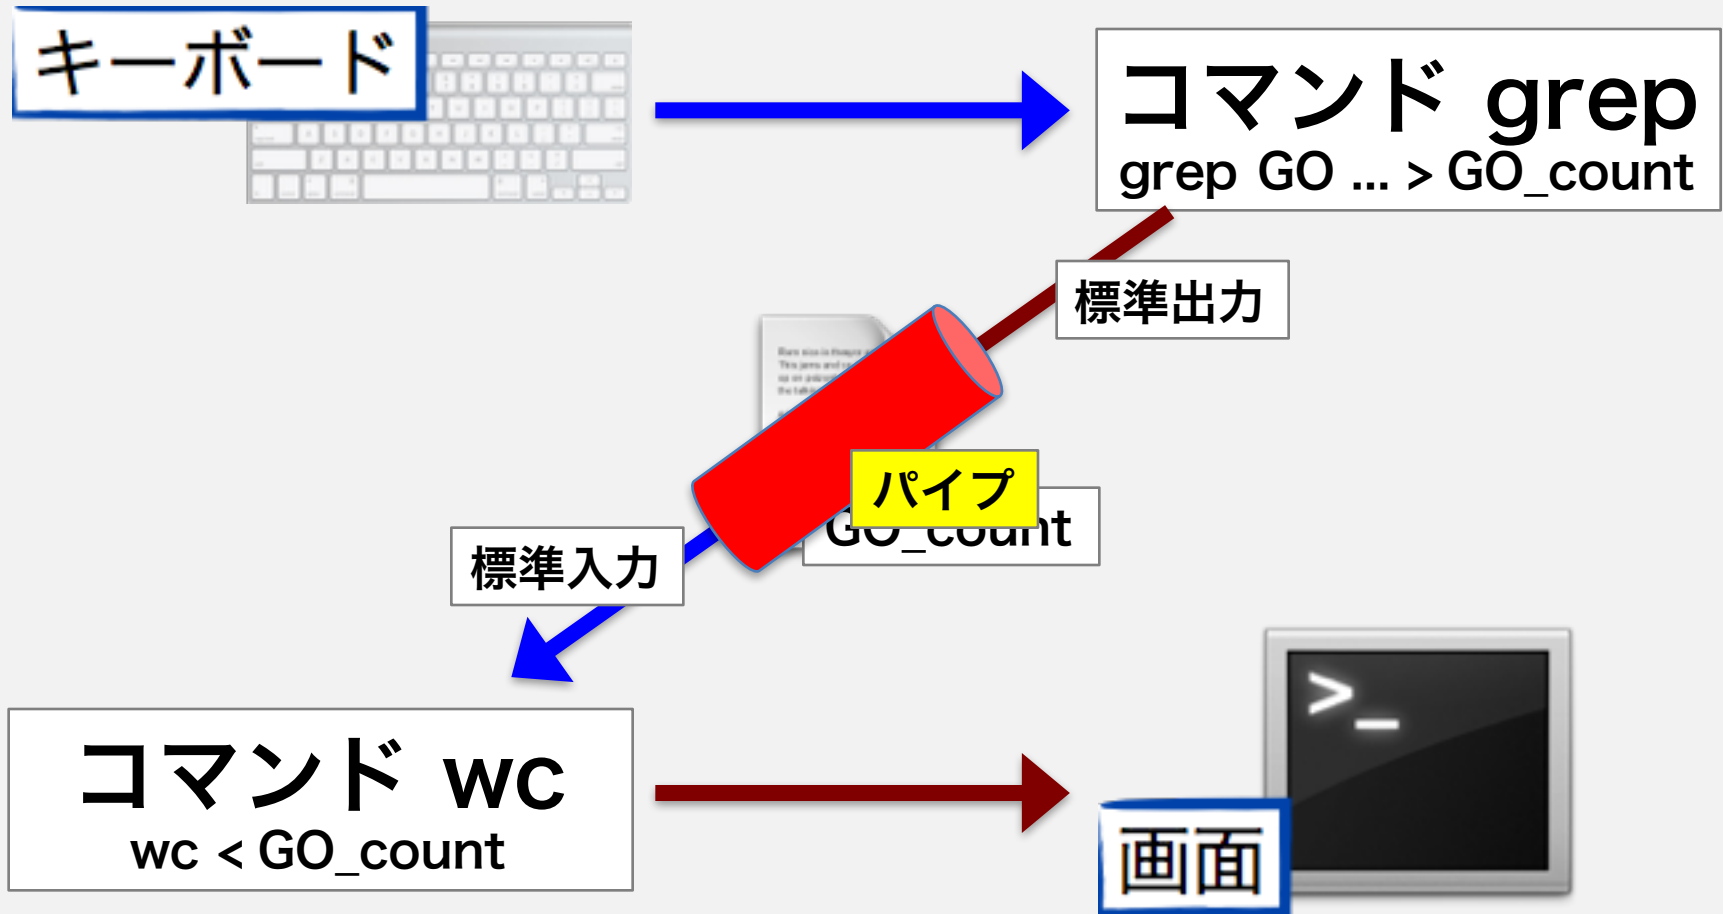 キーボード
コマンド grep
grep GO ... > GO_count
標準出力
パイプ
GO_count
標準入力
コマンド wc
wc < GO_count
>_
画面